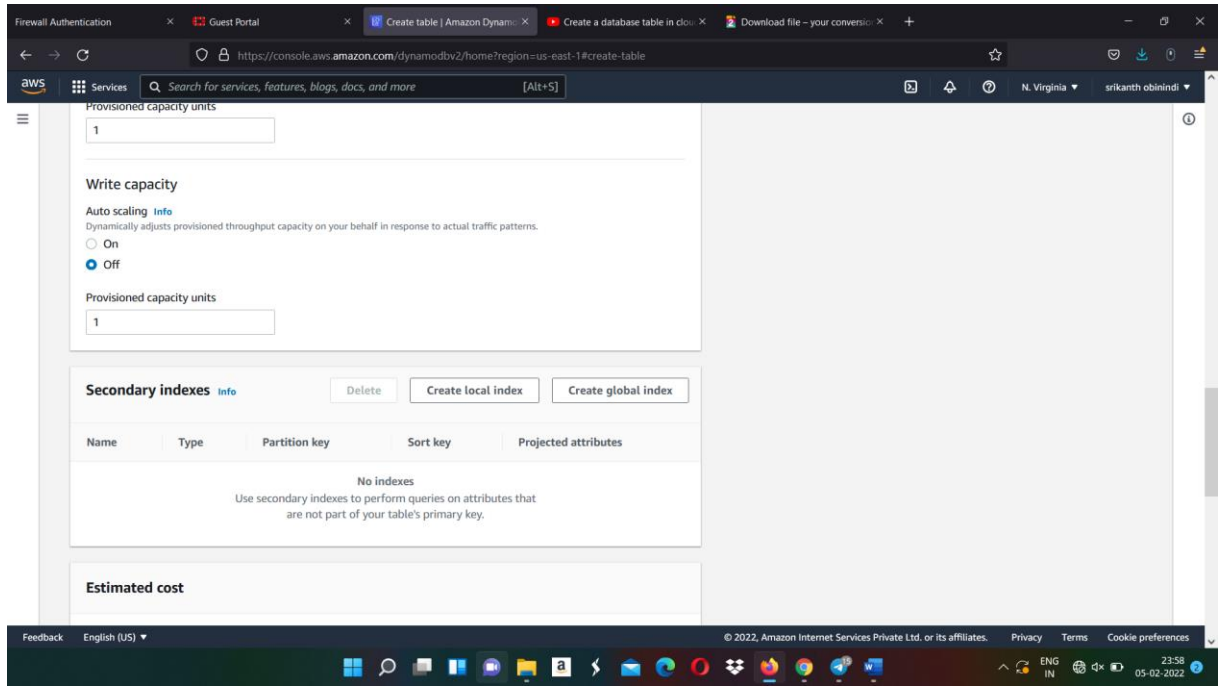 Firewall Authentication
Guest Portal
Create table | Amazon Dynamo
Create a database table in clou
Download file – your conversio
https://console.aws.amazon.com/dynamodbv2/home?region=us-east-1#create-table
aws
Services
Search for services, features, blogs, docs, and more
[Alt+S]
N. Virginia ▼
srikanth obinindi ▼
Provisioned capacity units
1
Write capacity
Auto scaling Info
Dynamically adjusts provisioned throughput capacity on your behalf in response to actual traffic patterns.
On
Off
Provisioned capacity units
1
Secondary indexes Info
Delete
Create local index
Create global index
Name Type Partition key Sort key Projected attributes
No indexes
Use secondary indexes to perform queries on attributes that
are not part of your table's primary key.
Estimated cost
Feedback English (US) ▼
© 2022, Amazon Internet Services Private Ltd. or its affiliates. Privacy Terms Cookie preferences
ENG
IN
23:58
05-02-2022
2